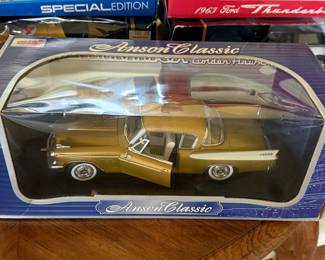 SPECIAL EDITION
1963 Ford Thunderb
Anson Classic
Golden Hawk
Anson Classic